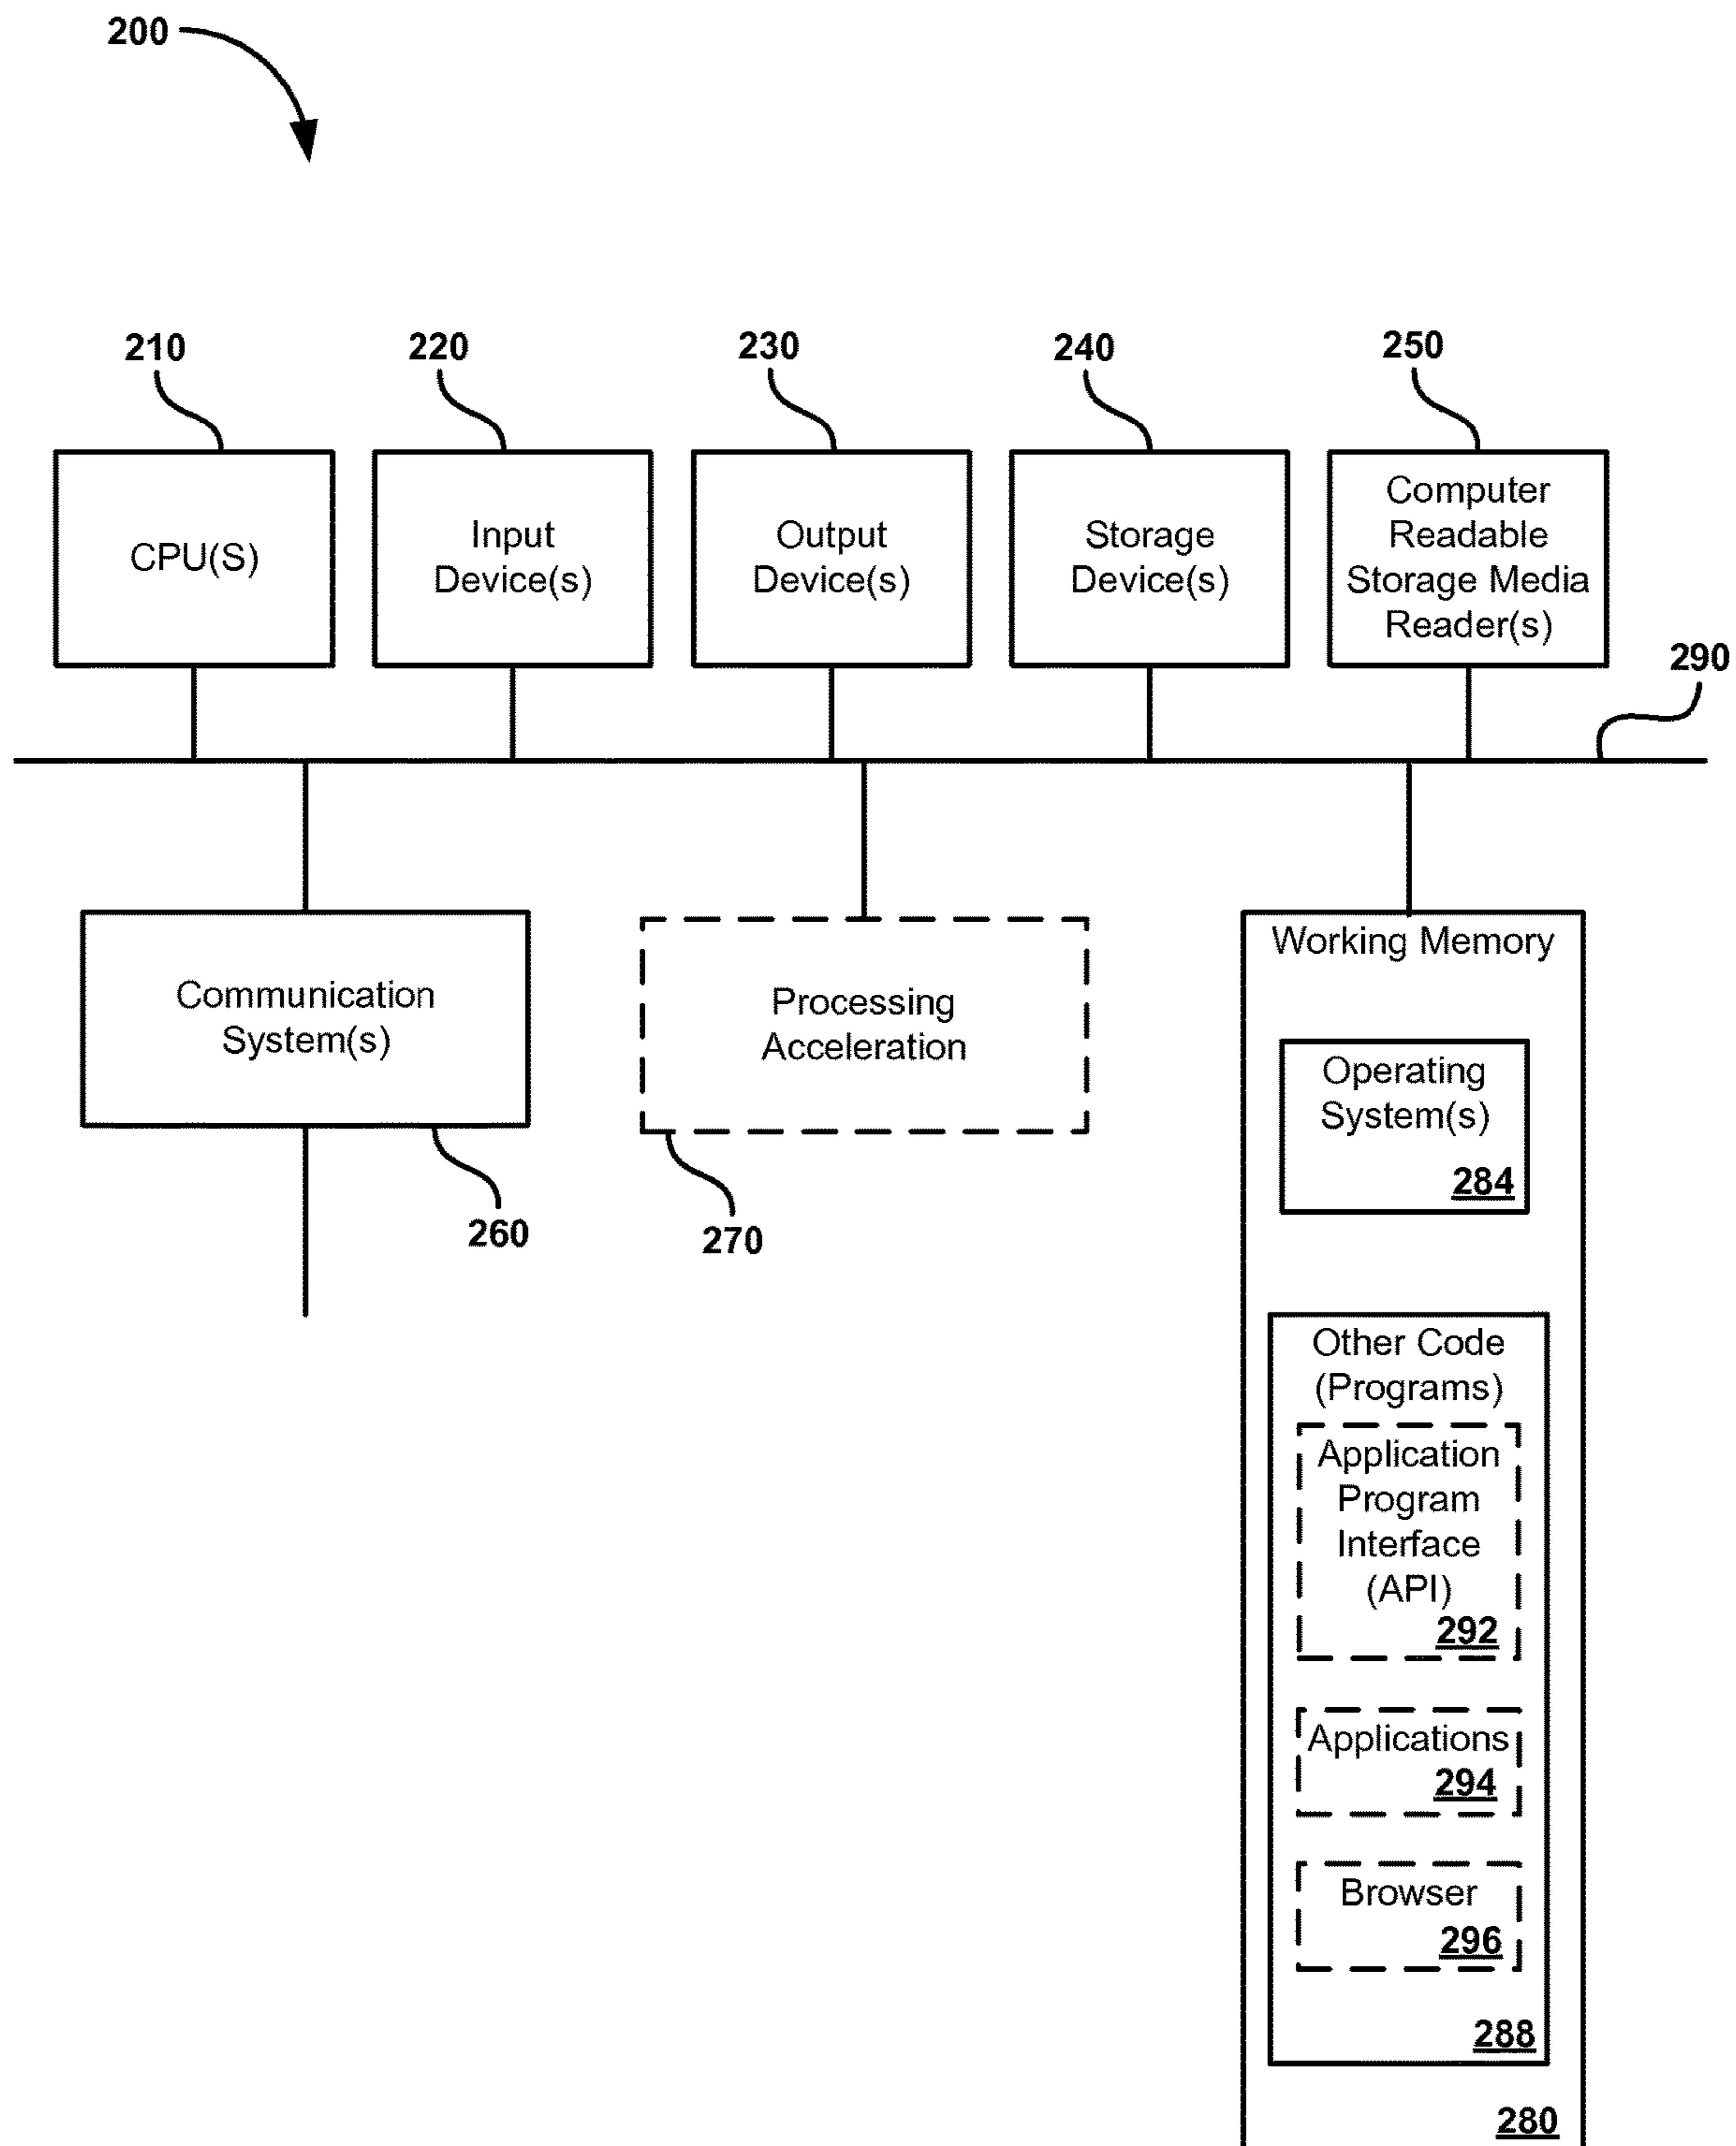 200
210
220
230
240
250
CPU(S)
Input
Device(s)
Output
Device(s)
Storage
Device(s)
Computer
Readable
Storage Media
Reader(s)
290
Communication
System(s)
260
Processing
Acceleration
270
Working Memory
Operating
System(s)
284
Other Code
(Programs)
Application
Program
Interface
(API)
292
Applications
294
Browser
296
288
280